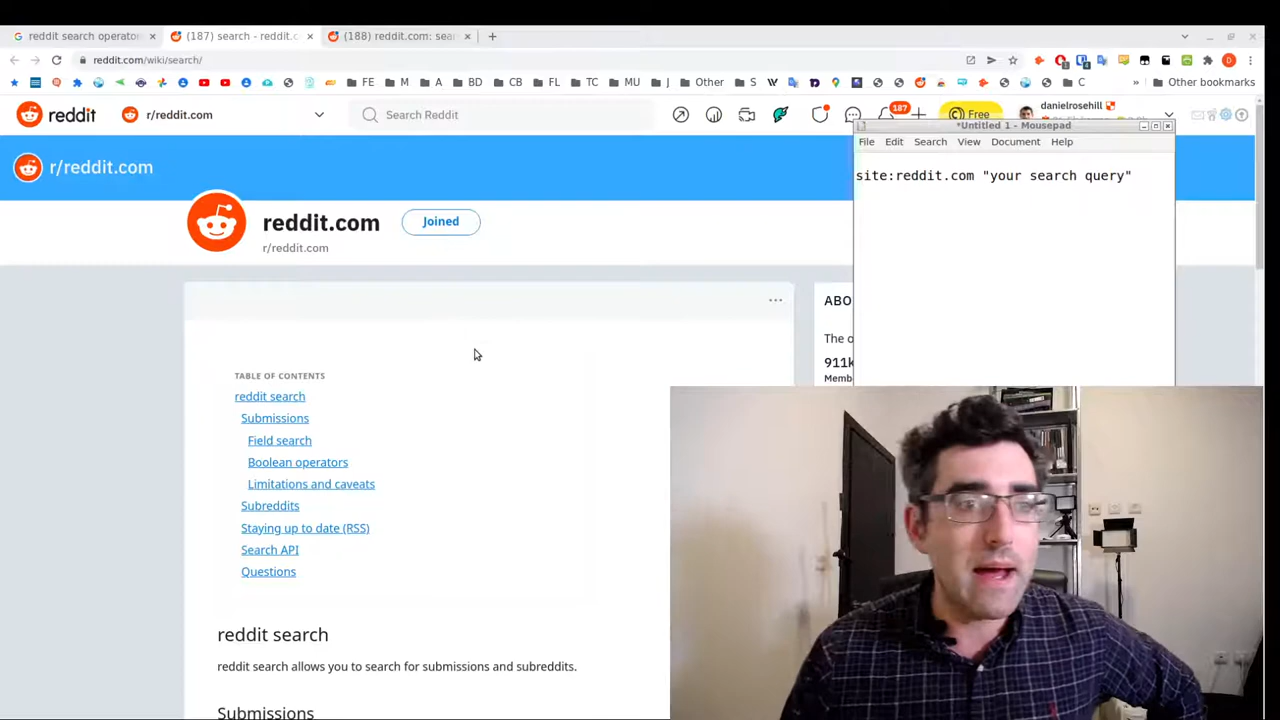 reddit search operato
(187) search - reddit.c
(188) reddit.com: sea
reddit.com/wiki/search/
FE
M
A
BD
CB
FL
TC
MU
J
Other
S
C
»
Other bookmarks
reddit
r/reddit.com
Search Reddit
187
Free
danielrosehill
r/reddit.com
*Untitled 1 - Mousepad
File Edit Search View Document Help
site:reddit.com "your search query"
reddit.com
Joined
r/reddit.com
ABO
The o
911k
Memb
TABLE OF CONTENTS
reddit search
Submissions
Field search
Boolean operators
Limitations and caveats
Subreddits
Staying up to date (RSS)
Search API
Questions
reddit search
reddit search allows you to search for submissions and subreddits.
Submissions